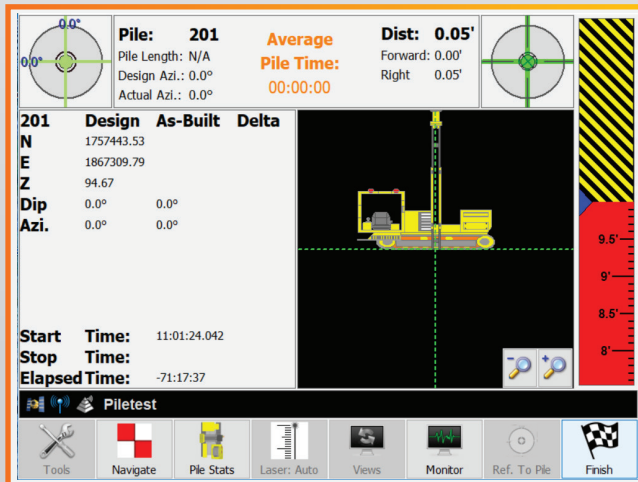 0.0°
0.0°
Pile: 201
Pile Length: N/A
Design Azi.: 0.0°
Actual Azi.: 0.0°
Average
Pile Time:
00:00:00
Dist: 0.05'
Forward: 0.00'
Right 0.05'
201 Design As-Built Delta
N 1757443.53
E 1867309.79
Z 94.67
Dip 0.0° 0.0°
Azi. 0.0° 0.0°
Start Time: 11:01:24.042
Stop Time:
Elapsed Time: -71:17:37
9.5'
9'
8.5'
8'
Piletest
Tools
Navigate
Pile Stats
Laser: Auto
Views
Monitor
Ref. To Pile
Finish